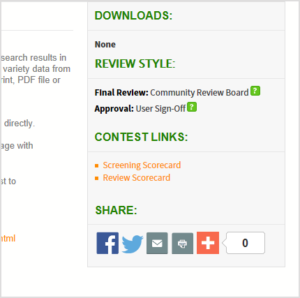 DOWNLOADS:
None
REVIEW STYLE:
Final Review: Community Review Board ?
Approval: User Sign-Off ?
CONTEST LINKS:
Screening Scorecard
Review Scorecard
SHARE:
0
search results in
variety data from
rint, PDF file or
directly.
age with
st to
html